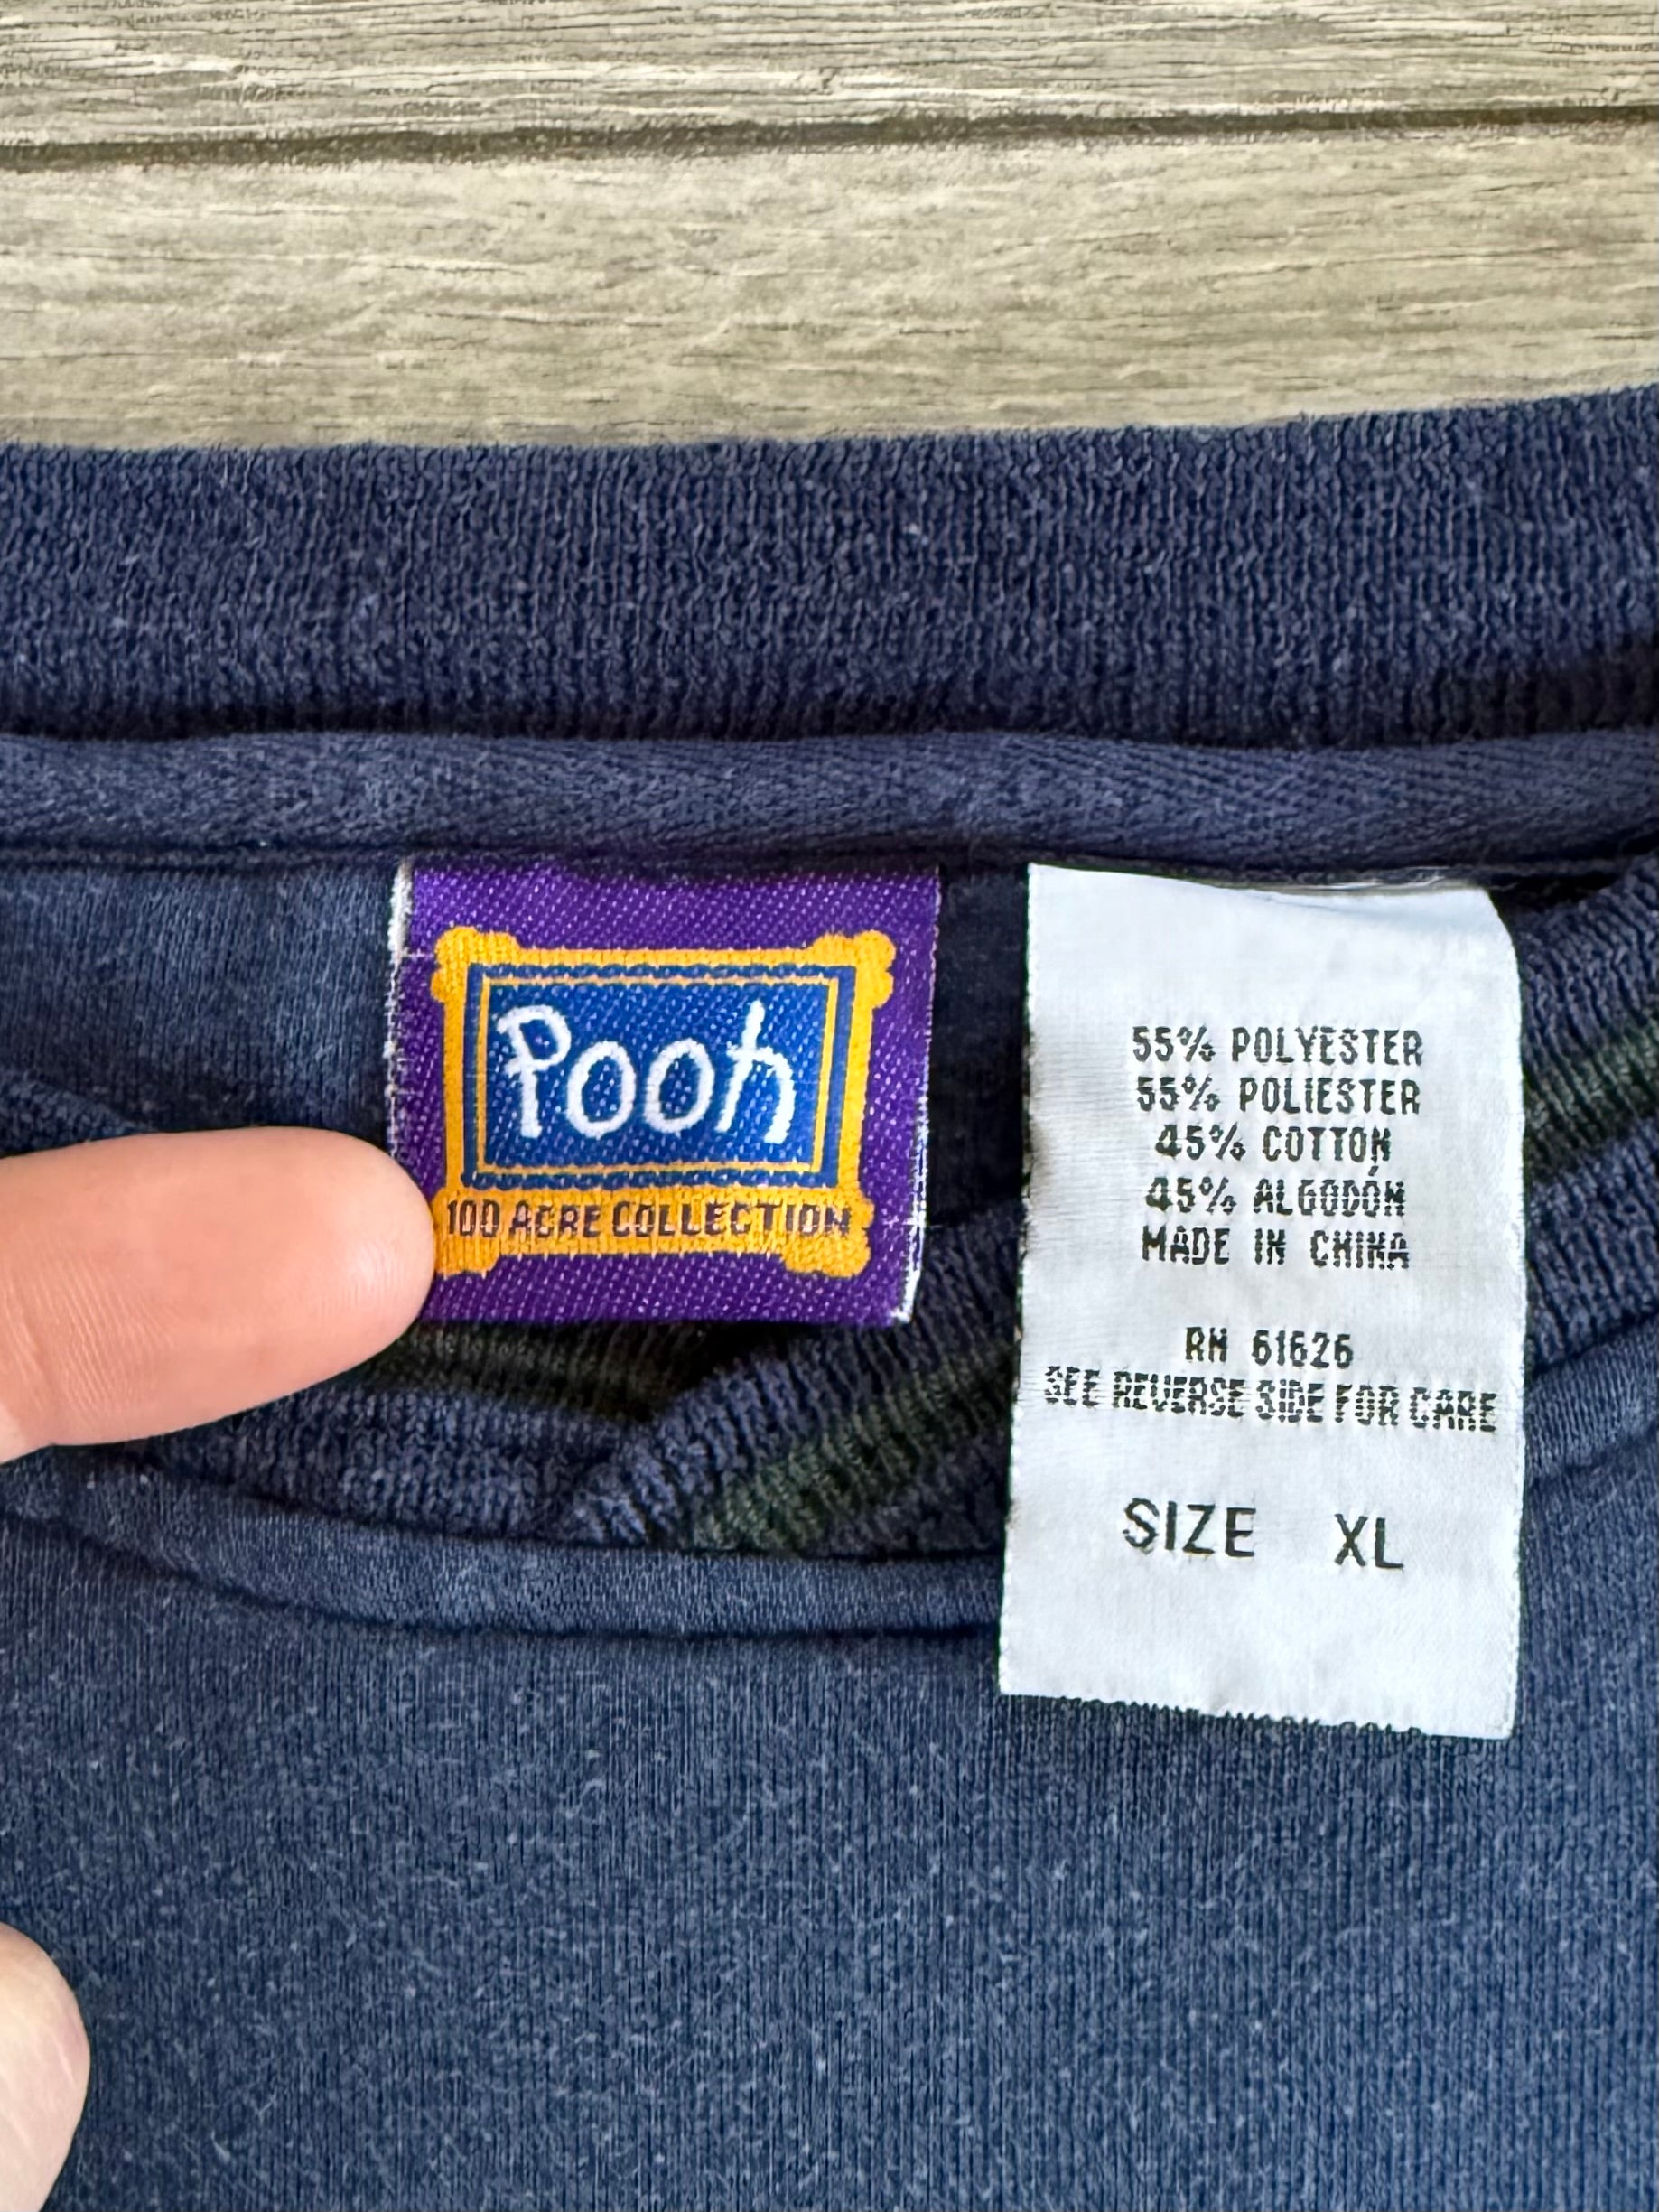 Pooh
100 ACRE COLLECTION
55% POLYESTER
55% POLIESTER
45% COTTON
45% ALGODÓN
MADE IN CHINA
RN 61626
SEE REVERSE SIDE FOR CARE
SIZE XL